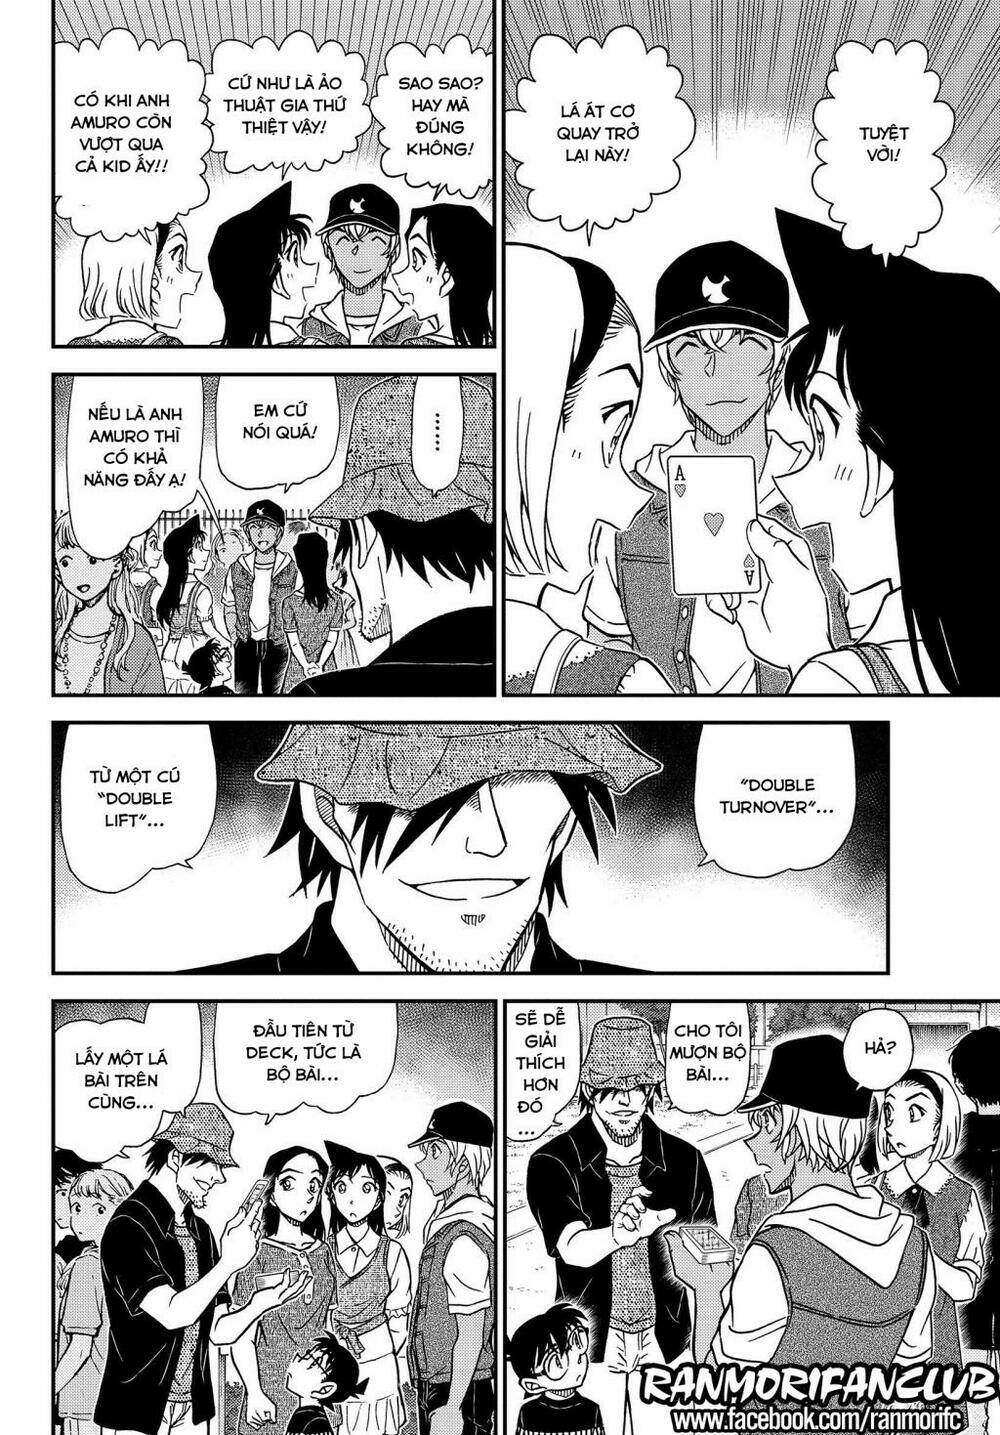 TUYỆT
VỜI!
LÁ ÁT CƠ
QUAY TRỞ
LẠI NÀY!
A
A
SAO SAO?
HAY MÀ
ĐÚNG
KHÔNG!
CỨ NHƯ LÀ ẢO
THUẬT GIA THỨ
THIỆT VẬY!
CÓ KHI ANH
AMURO CÒN
VƯỢT QUA
CẢ KID ẤY!!
......
EM CỨ
NÓI QUÁ!
NẾU LÀ ANH
AMURO THÌ
CÓ KHẢ
NĂNG ĐẤY Ạ!
"DOUBLE
TURNOVER"...
TỪ MỘT CÚ
"DOUBLE
LIFT"...
HẢ?
CHO TÔI
MƯỢN BỘ
BÀI...
SẼ DỄ
GIẢI
THÍCH HƠN
ĐÓ
...
ĐẦU TIÊN TỪ
DECK, TỨC LÀ
BỘ BÀI...
LẤY MỘT LÁ
BÀI TRÊN
CÙNG...
RANMORIFANCLUB
www.facebook.com/ranmorifc